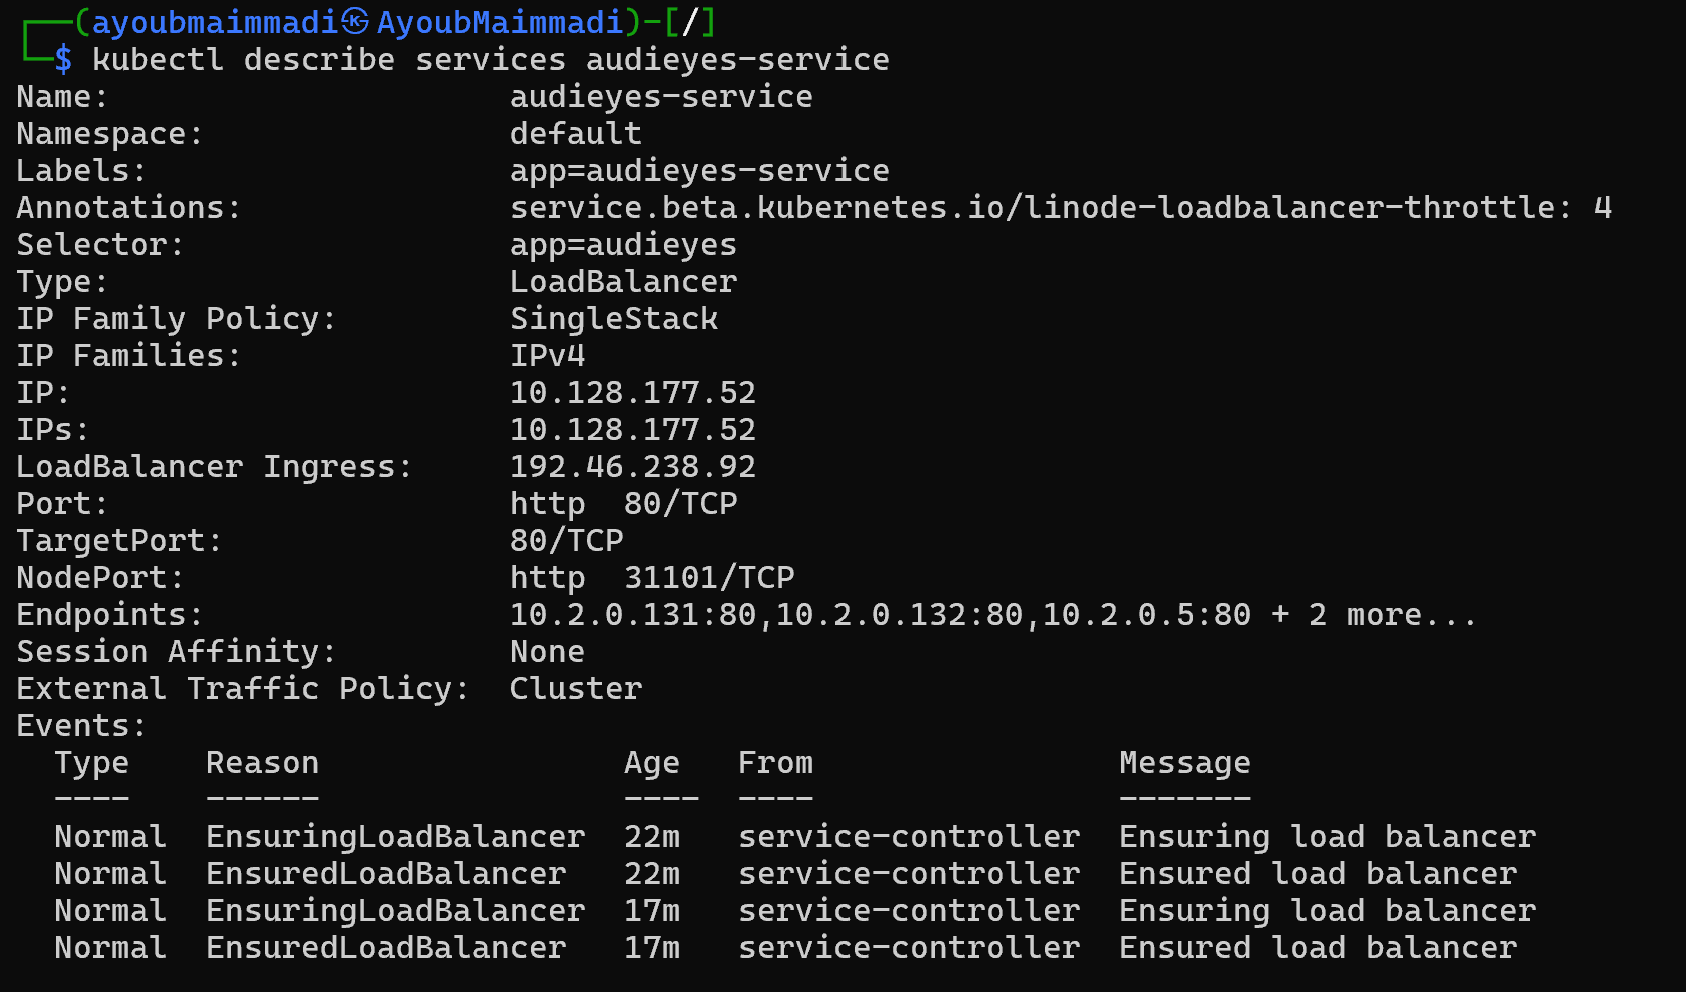 (ayoubmaimmadi㉿AyoubMaimmadi)-[/]
$ kubectl describe services audieyes-service
Name:                     audieyes-service
Namespace:                default
Labels:                   app=audieyes-service
Annotations:              service.beta.kubernetes.io/linode-loadbalancer-throttle: 4
Selector:                 app=audieyes
Type:                     LoadBalancer
IP Family Policy:         SingleStack
IP Families:              IPv4
IP:                       10.128.177.52
IPs:                      10.128.177.52
LoadBalancer Ingress:     192.46.238.92
Port:                     http  80/TCP
TargetPort:               80/TCP
NodePort:                 http  31101/TCP
Endpoints:                10.2.0.131:80,10.2.0.132:80,10.2.0.5:80 + 2 more...
Session Affinity:         None
External Traffic Policy:  Cluster
Events:
  Type    Reason                Age   From                Message
  ----    ------                ----  ----                -------
  Normal  EnsuringLoadBalancer  22m   service-controller  Ensuring load balancer
  Normal  EnsuredLoadBalancer   22m   service-controller  Ensured load balancer
  Normal  EnsuringLoadBalancer  17m   service-controller  Ensuring load balancer
  Normal  EnsuredLoadBalancer   17m   service-controller  Ensured load balancer